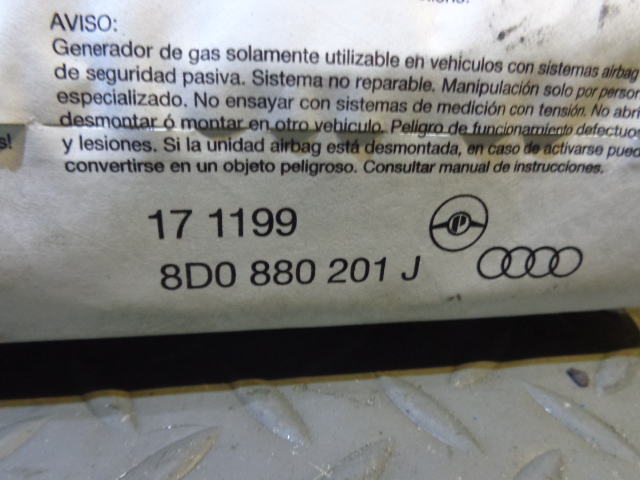 AVISO:
Generador de gas solamente utilizable en vehiculos con sistemas airbag
de seguridad pasiva. Sistema no reparable. Manipulación solo por person
especializado. No ensayar con sistemas de medición con tensión. No abri
desmontar ó montar en otro vehiculo. Peligro de funcionamiento defectuo
s! y lesiones. Si la unidad airbag está desmontada, en caso de activarse pued
convertirse en un objeto peligroso. Consultar manual de instrucciones.
17 1199
P
8D0 880 201 J